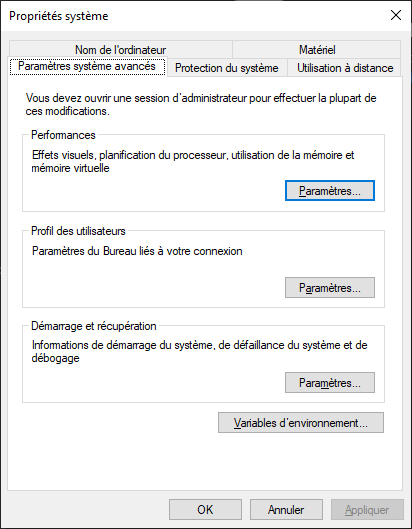 Propriétés système
Nom de l'ordinateur
Matériel
Paramètres système avancés
Protection du système
Utilisation à distance
Vous devez ouvrir une session d'administrateur pour effectuer la plupart de
ces modifications.
Performances
Effets visuels, planification du processeur, utilisation de la mémoire et
mémoire virtuelle
Paramètres...
Profil des utilisateurs
Paramètres du Bureau liés à votre connexion
Paramètres...
Démarrage et récupération
Informations de démarrage du système, de défaillance du système et de
débogage
Paramètres...
Variables d'environnement...
OK
Annuler
Appliquer